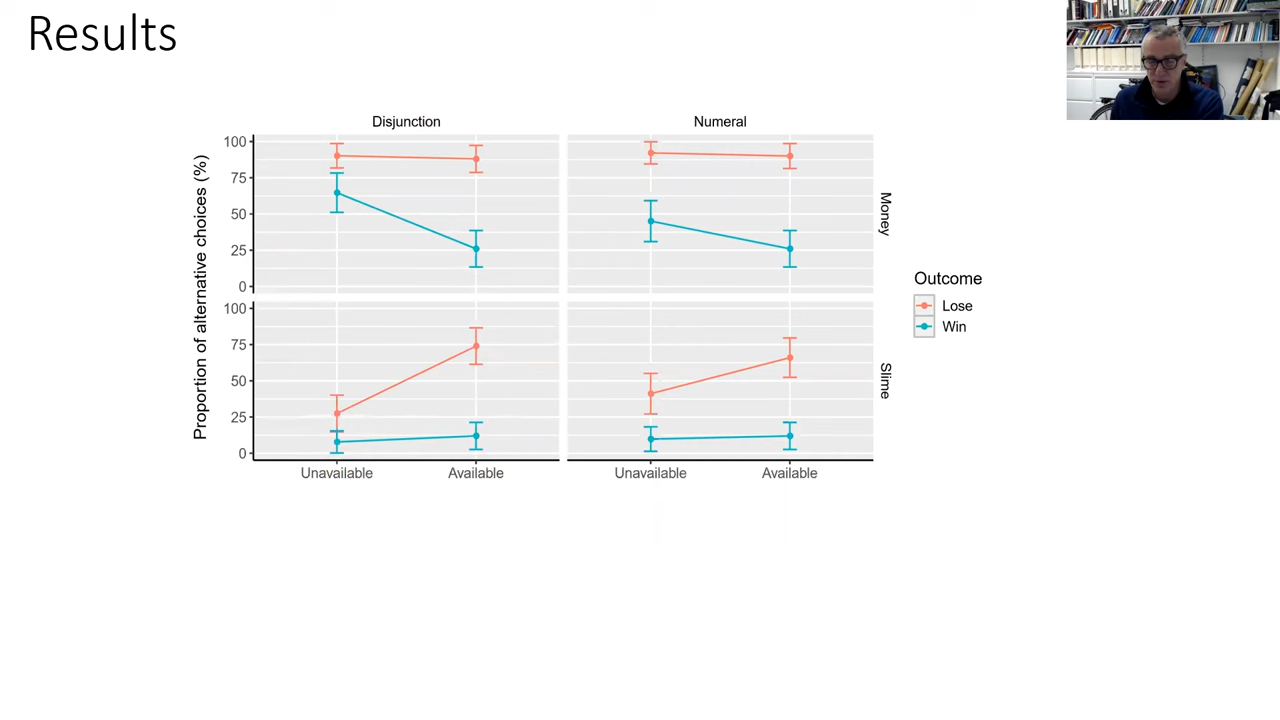 Results
Disjunction
Numeral
Proportion of alternative choices (%)
100
75
50
25
0
Money
100
75
50
25
0
Slime
Unavailable
Available
Unavailable
Available
Outcome
Lose
Win